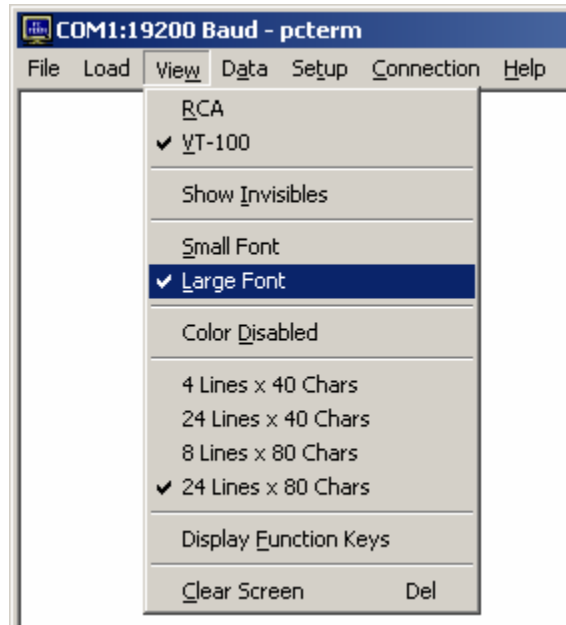 COM1:19200 Baud - pcterm
File Load View Data Setup Connection Help
RCA
VT-100
Show Invisibles
Small Font
Large Font
Color Disabled
4 Lines x 40 Chars
24 Lines x 40 Chars
8 Lines x 80 Chars
24 Lines x 80 Chars
Display Function Keys
Clear Screen Del